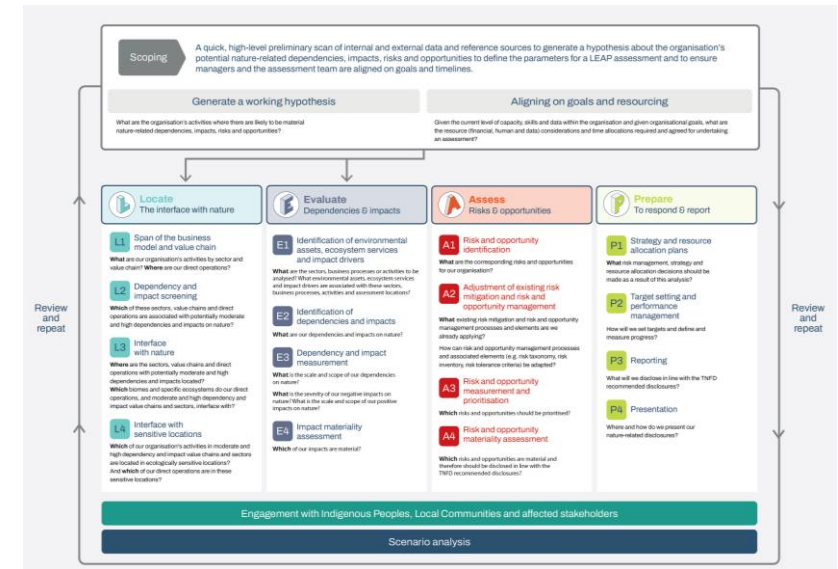 Scoping
A quick, high-level preliminary scan of internal and external data and reference sources to generate a hypothesis about the organisation's
potential nature-related dependencies, impacts, risks and opportunities to define the parameters for a LEAP assessment and to ensure
managers and the assessment team are aligned on goals and timelines.
Generate a working hypothesis
What are the organisation's activities where there are likely to be material
nature-related dependencies, impacts, risks and opportunities?
Aligning on goals and resourcing
Given the current level of capacity, skills and data within the organisation and given organisational goals, what are
the resource (financial, human and data) considerations and time allocations required and agreed for undertaking
an assessment?
Review
and
repeat
L
Locate
The interface with nature
L1
Span of the business
model and value chain
What are our organisation's activities by sector and
value chain? Where are our direct operations?
L2
Dependency and
impact screening
Which of these sectors, value chains and direct
operations are associated with potentially moderate
and high dependencies and impacts on nature?
L3
Interface
with nature
Where are the sectors, value chains and direct
operations with potentially moderate and high
dependencies and impacts located?
Which biomes and specific ecosystems do our direct
operations, and moderate and high dependency and
impact value chains and sectors, interface with?
L4
Interface with
sensitive locations
Which of our organisation's activities in moderate and
high dependency and impact value chains and sectors
are located in ecologically sensitive locations?
And which of our direct operations are in these
sensitive locations?
E
Evaluate
Dependencies & impacts
E1
Identification of environmental
assets, ecosystem services
and impact drivers
What are the sectors, business processes or activities to be
analysed? What environmental assets, ecosystem services
and impact drivers are associated with these sectors,
business processes, activities and assessment locations?
E2
Identification of
dependencies and impacts
What are our dependencies and impacts on nature?
E3
Dependency and impact
measurement
What is the scale and scope of our dependencies
on nature?
What is the severity of our negative impacts on
nature? What is the scale and scope of our positive
impacts on nature?
E4
Impact materiality
assessment
Which of our impacts are material?
A
Assess
Risks & opportunities
A1
Risk and opportunity
identification
What are the corresponding risks and opportunities
for our organisation?
A2
Adjustment of existing risk
mitigation and risk and
opportunity management
What existing risk mitigation and risk and opportunity
management processes and elements are we
already applying?
How can risk and opportunity management processes
and associated elements (e.g. risk taxonomy, risk
inventory, risk tolerance criteria) be adapted?
A3
Risk and opportunity
measurement and
prioritisation
Which risks and opportunities should be prioritised?
A4
Risk and opportunity
materiality assessment
Which risks and opportunities are material and
therefore should be disclosed in line with the
TNFD recommended disclosures?
P
Prepare
To respond & report
P1
Strategy and resource
allocation plans
What risk management, strategy and
resource allocation decisions should be
made as a result of this analysis?
P2
Target setting and
performance
management
How will we set targets and define and
measure progress?
P3
Reporting
What will we disclose in line with the TNFD
recommended disclosures?
P4
Presentation
Where and how do we present our
nature-related disclosures?
Review
and
repeat
Engagement with Indigenous Peoples, Local Communities and affected stakeholders
Scenario analysis